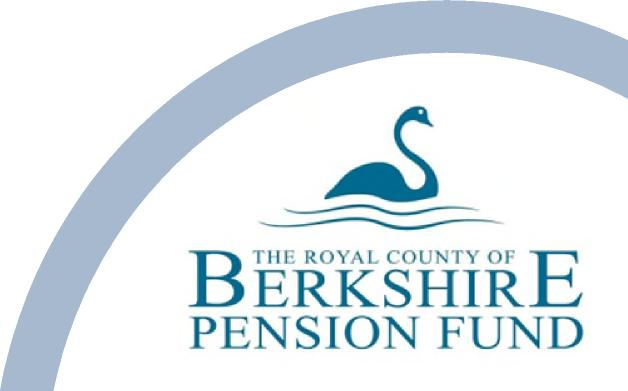 THE ROYAL COUNTY OF
BERKSHIRE
PENSION FUND